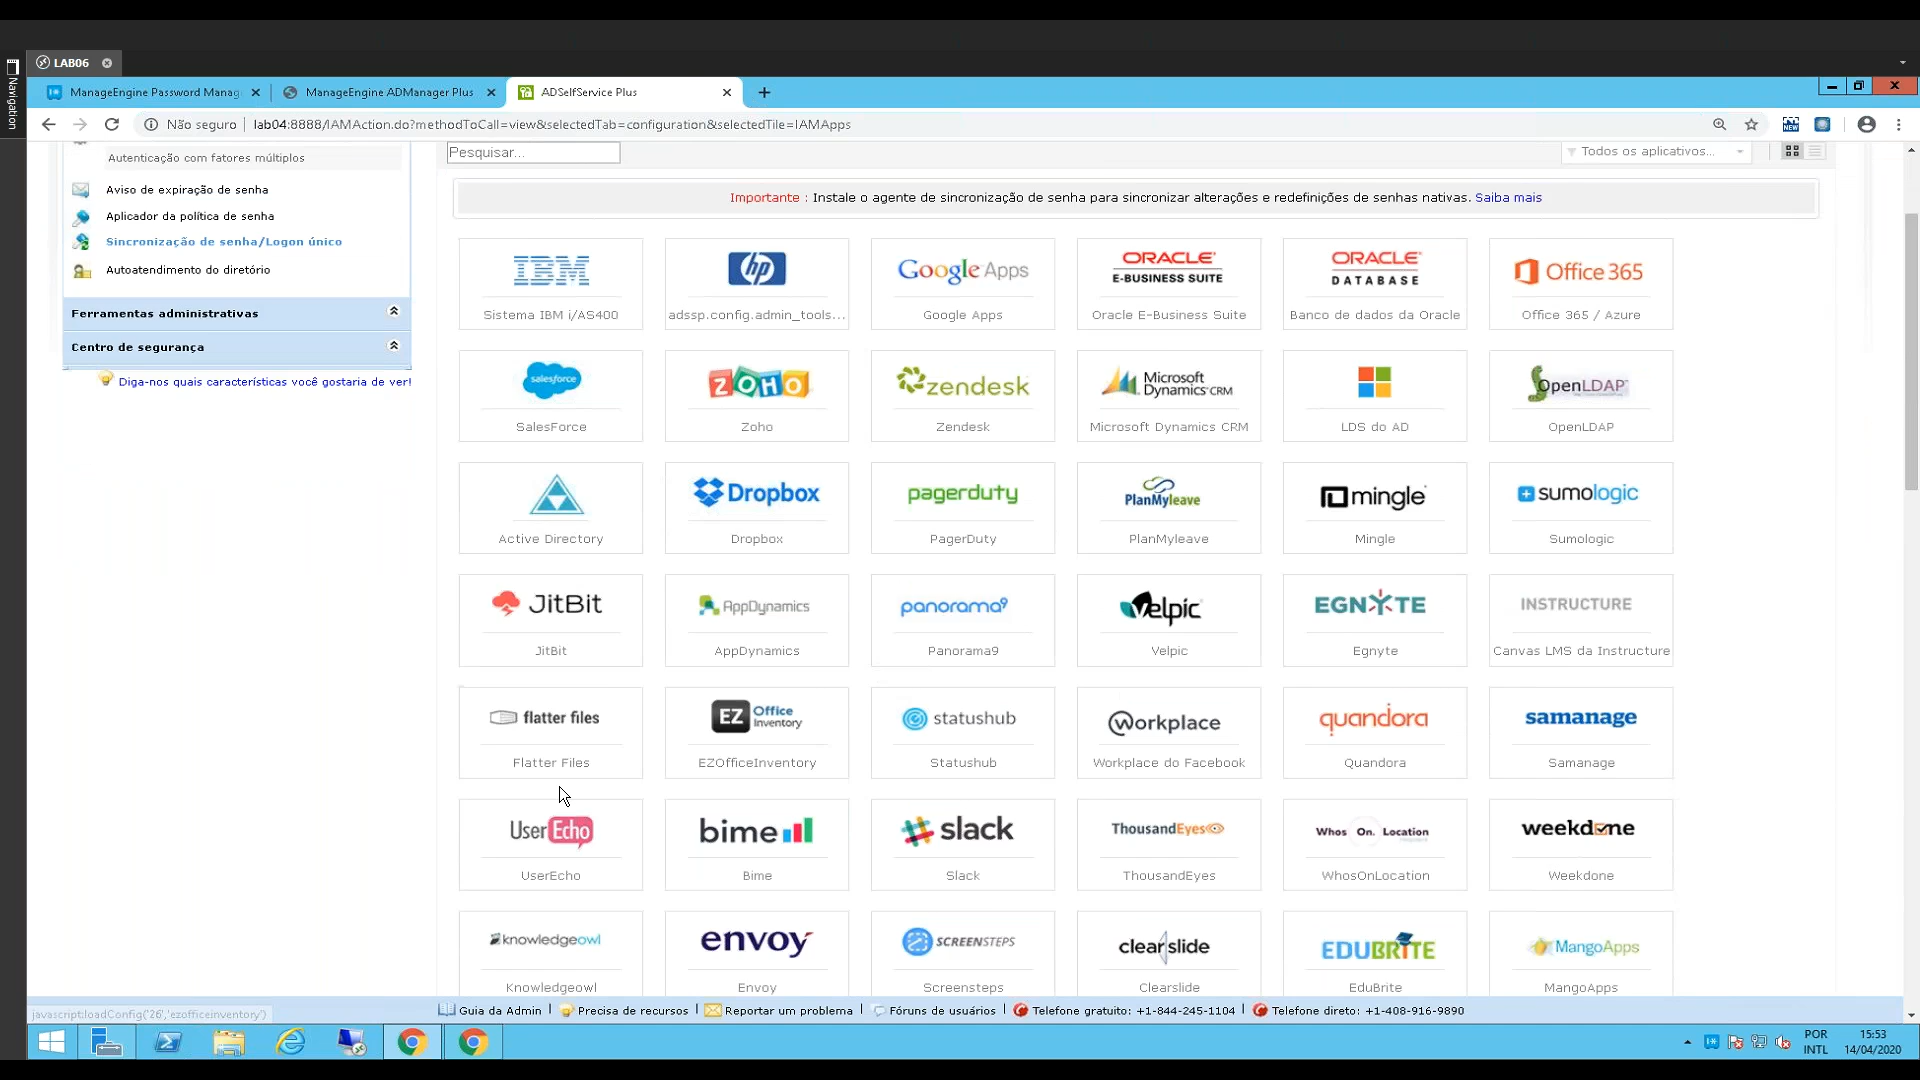 LAB06
Navigation
ManageEngine Password Manag
ManageEngine ADManager Plus
ADSelfService Plus
Não seguro
lab04:8888/IAMAction.do?methodToCall=view&selectedTab=configuration&selectedTile=IAMApps
NEW
Autenticação com fatores múltiplos
Aviso de expiração de senha
Aplicador da política de senha
Sincronização de senha/Logon único
Autoatendimento do diretório
Ferramentas administrativas
Centro de segurança
Diga-nos quais características você gostaria de ver!
Pesquisar...
Todos os aplicativos...
Importante : Instale o agente de sincronização de senha para sincronizar alterações e redefinições de senhas nativas. Saiba mais
IBM
hp
Google Apps
ORACLE E-BUSINESS SUITE
ORACLE DATABASE
Office 365
Sistema IBM i/AS400
adssp.config.admin_tools...
Google Apps
Oracle E-Business Suite
Banco de dados da Oracle
Office 365 / Azure
salesforce
ZOHO
zendesk
Microsoft Dynamics CRM
OpenLDAP
SalesForce
Zoho
Zendesk
Microsoft Dynamics CRM
LDS do AD
OpenLDAP
Dropbox
pagerduty
PlanMyleave
mingle
sumologic
Active Directory
Dropbox
PagerDuty
PlanMyleave
Mingle
Sumologic
JitBit
AppDynamics
panorama9
Velpic
EGNYTE
INSTRUCTURE
JitBit
AppDynamics
Panorama9
Velpic
Egnyte
Canvas LMS da Instructure
flatter files
EZ Office Inventory
statushub
workplace
quandora
samanage
Flatter Files
EZOfficeInventory
Statushub
Workplace do Facebook
Quandora
Samanage
UserEcho
bime
slack
ThousandEyes
Whos On Location
weekdone
UserEcho
Bime
Slack
ThousandEyes
WhosOnLocation
Weekdone
knowledgeowl
envoy
SCREENSTEPS
clearslide
EDUBRITE
MangoApps
Knowledgeowl
Envoy
Screensteps
Clearslide
EduBrite
MangoApps
javascript:loadConfig('26','ezofficeinventory')
Guia da Admin | Precisa de recursos | Reportar um problema | Fóruns de usuários | Telefone gratuito: +1-844-245-1104 | Telefone direto: +1-408-916-9890
POR
INTL
15:53
14/04/2020